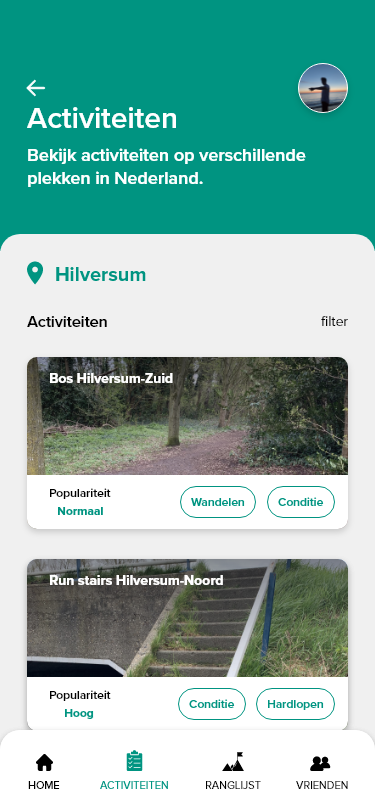 Activiteiten
Bekijk activiteiten op verschillende
plekken in Nederland.
Hilversum
Activiteiten filter
Bos Hilversum-Zuid
Populariteit
Normaal
Wandelen Conditie
Run stairs Hilversum-Noord
Populariteit
Hoog
Conditie Hardlopen
HOME ACTIVITEITEN RANGLIJST VRIENDEN